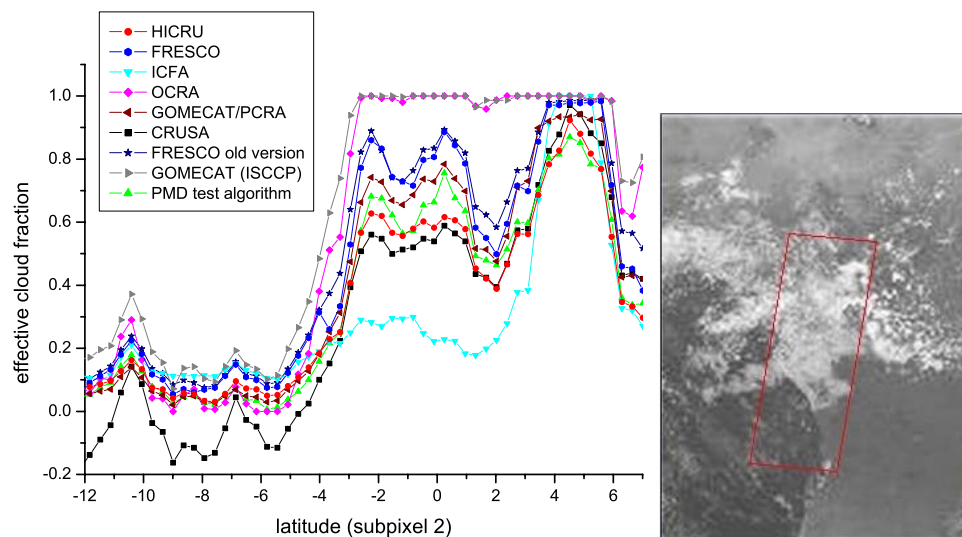 HICRU
FRESCO
ICFA
OCRA
GOMECAT/PCRA
CRUSA
FRESCO old version
GOMECAT (ISCCP)
PMD test algorithm
effective cloud fraction
1.0
0.8
0.6
0.4
0.2
0.0
-0.2
-12 -10 -8 -6 -4 -2 0 2 4 6
latitude (subpixel 2)